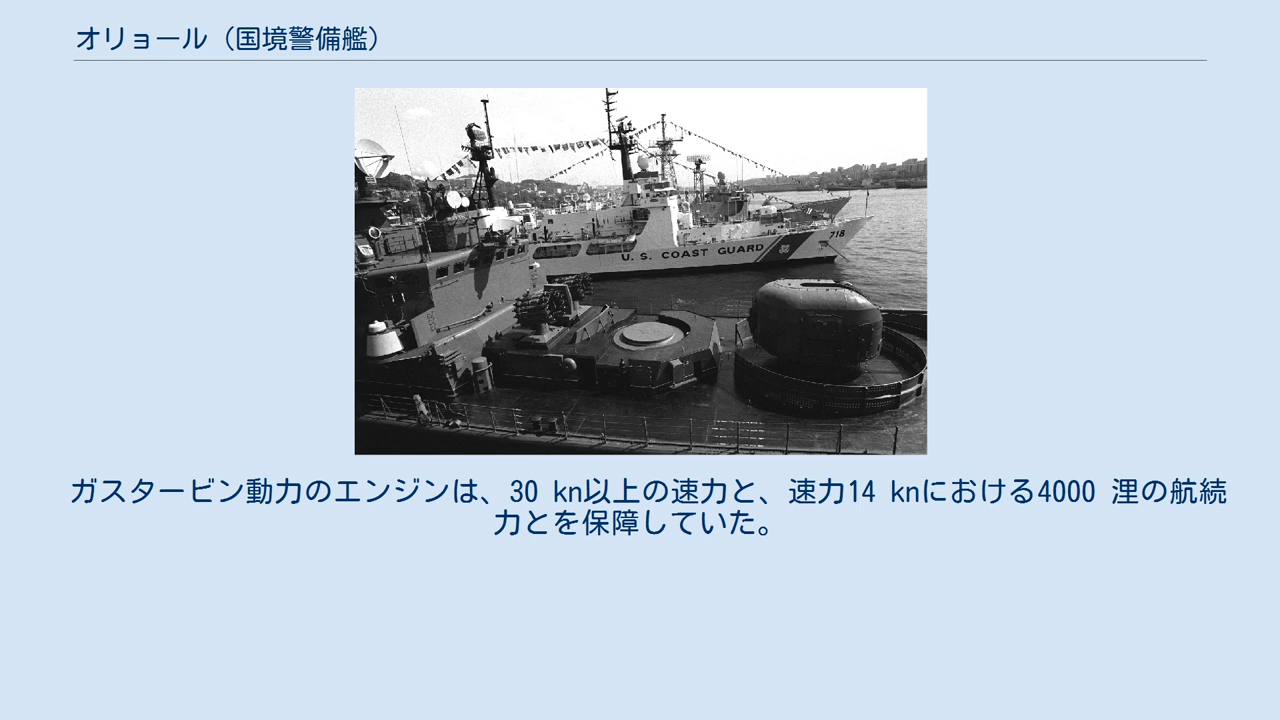 オリョール（国境警備艦）
U. S. COAST GUARD
718
ガスタービン動力のエンジンは、30 kn以上の速力と、速力14 knにおける4000 浬の航続
力とを保障していた。